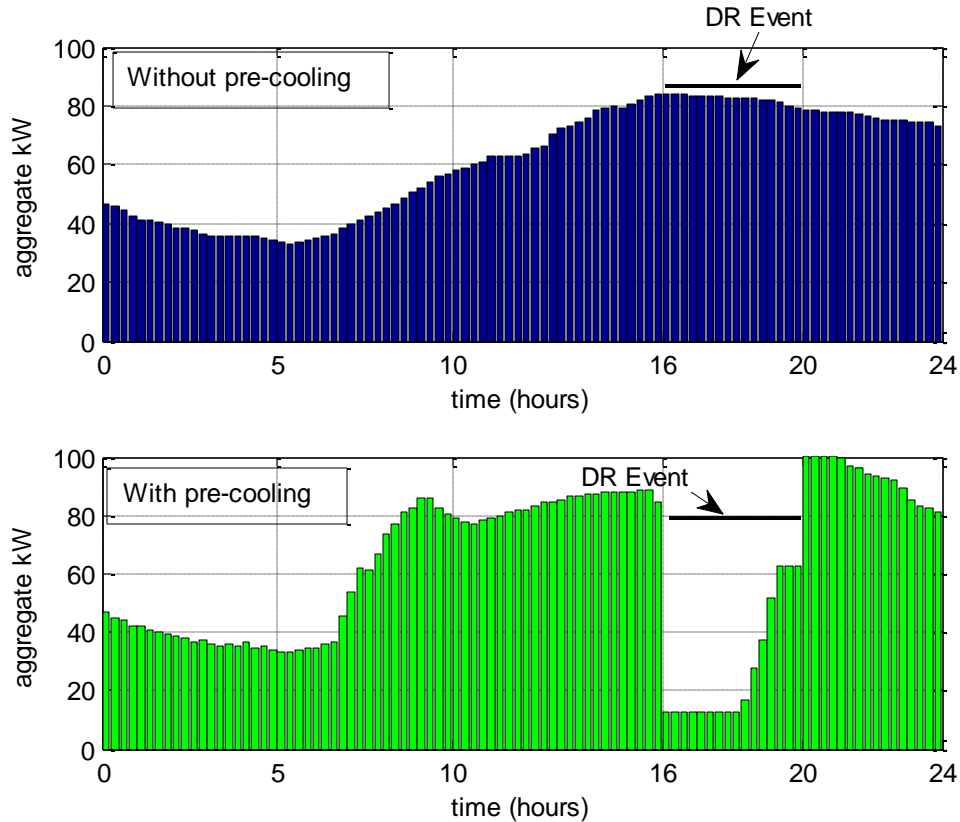 DR Event
100
Without pre-cooling
80
60
40
20
0
aggregate kW
0 5 10 16 20 24
time (hours)
100
With pre-cooling
DR Event
80
60
40
20
0
aggregate kW
0 5 10 16 20 24
time (hours)